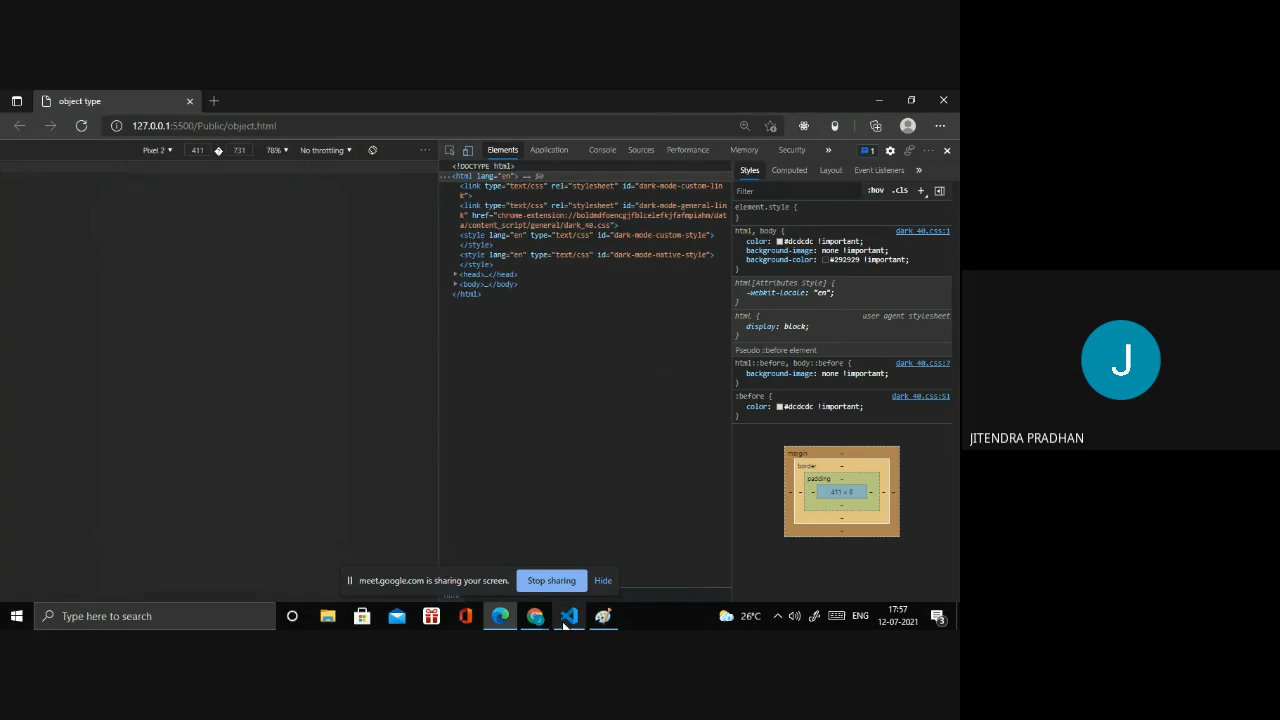 object type
127.0.0.1:5500/Public/object.html
Pixel 2 411 731 78% No throttling
Elements Application Console Sources Performance Memory Security 1
<!DOCTYPE html>
<html lang="en"> == $0
<link type="text/css" rel="stylesheet" id="dark-mode-custom-lin
k">
<link type="text/css" rel="stylesheet" id="dark-mode-general-lin
k" href="chrome-extension://boldmdfoencgjfblcelefkjfafmpiahm/dat
a/content_script/general/dark_40.css">
<style lang="en" type="text/css" id="dark-mode-custom-style">
</style>
<style lang="en" type="text/css" id="dark-mode-native-style">
</style>
<head>…</head>
<body>…</body>
</html>
Styles Computed Layout Event Listeners
Filter :hov .cls
element.style {
}
html, body { dark_40.css:1
color: #dcdcdc !important;
background-image: none !important;
background-color: #292929 !important;
}
html[Attributes Style] {
-webkit-locale: "en";
}
html { user agent stylesheet
display: block;
}
Pseudo ::before element
html::before, body::before { dark_40.css:7
background-image: none !important;
}
:before { dark_40.css:51
color: #dcdcdc !important;
}
margin
border
padding
411 × 8
meet.google.com is sharing your screen. Stop sharing Hide
html
Type here to search
26°C ENG 17:57
12-07-2021
3
J
JITENDRA PRADHAN